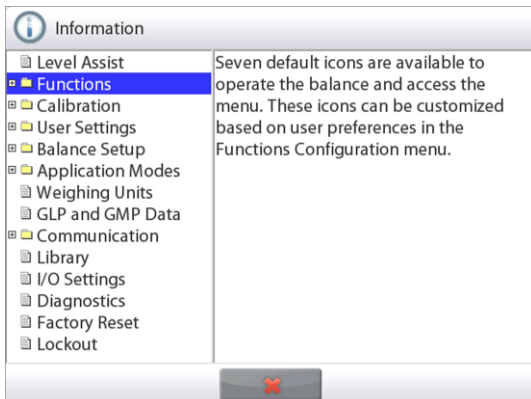 Information
Level Assist
Functions
Calibration
User Settings
Balance Setup
Application Modes
Weighing Units
GLP and GMP Data
Communication
Library
I/O Settings
Diagnostics
Factory Reset
Lockout
Seven default icons are available to
operate the balance and access the
menu. These icons can be customized
based on user preferences in the
Functions Configuration menu.